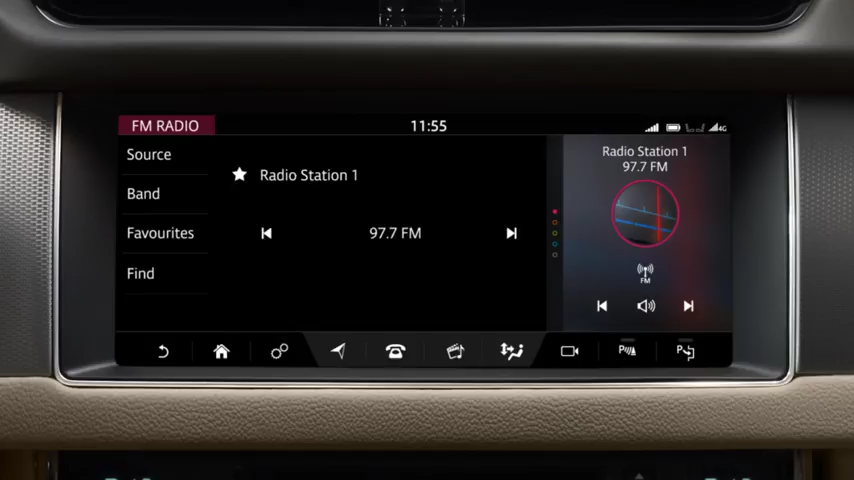 FM RADIO
11:55
4G
Source
Band
Favourites
Find
Radio Station 1
97.7 FM
Radio Station 1
97.7 FM
FM
P
P